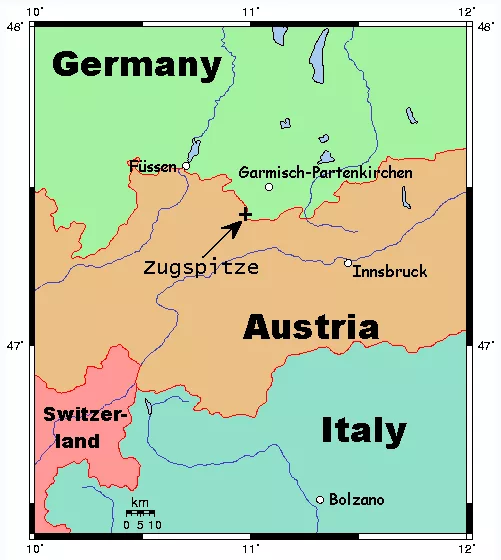 10°
11°
12°
48°
48°
Germany
Füssen
Garmisch-Partenkirchen
Zugspitze
Innsbruck
Austria
47°
47°
Switzer-
land
Italy
km
0 5 10
Bolzano
10°
11°
12°